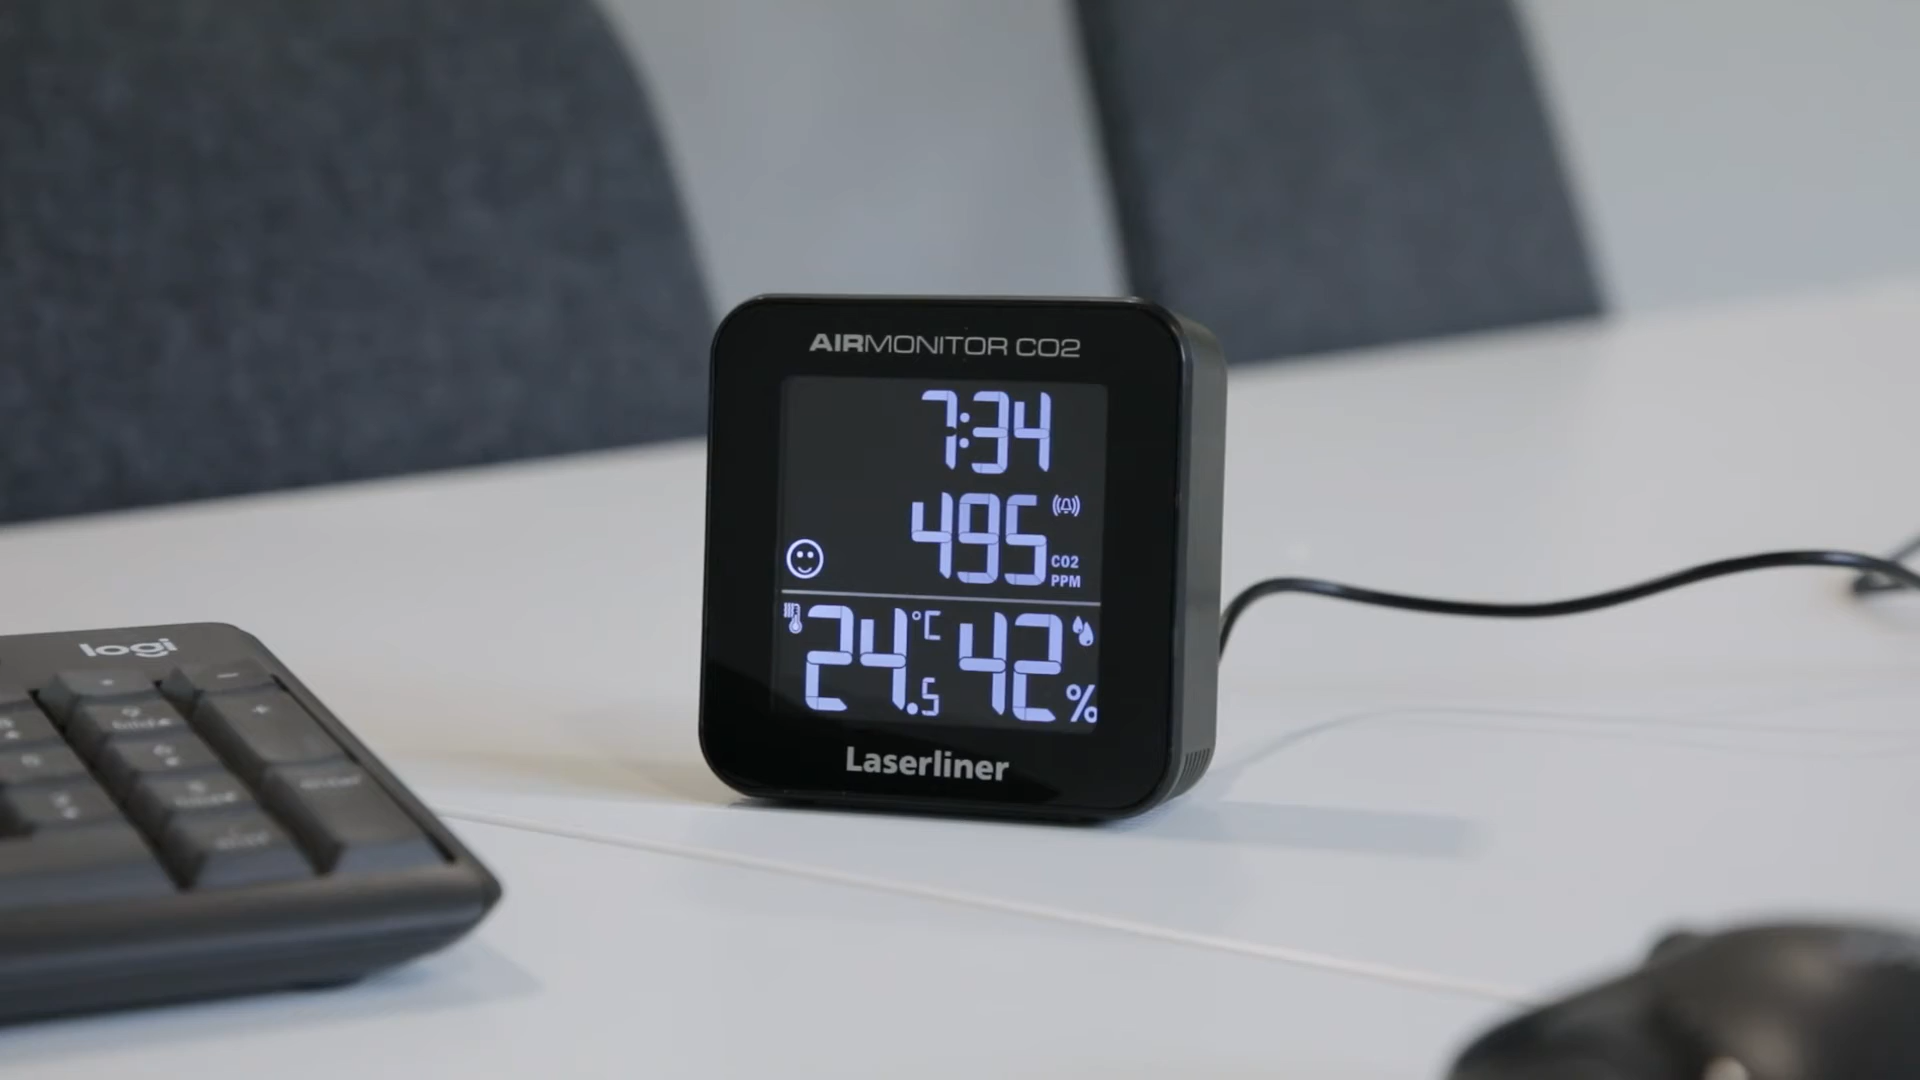 AIRMONITOR CO2
7:34
495
CO2
PPM
24.5 °C 42 %
Laserliner
logi